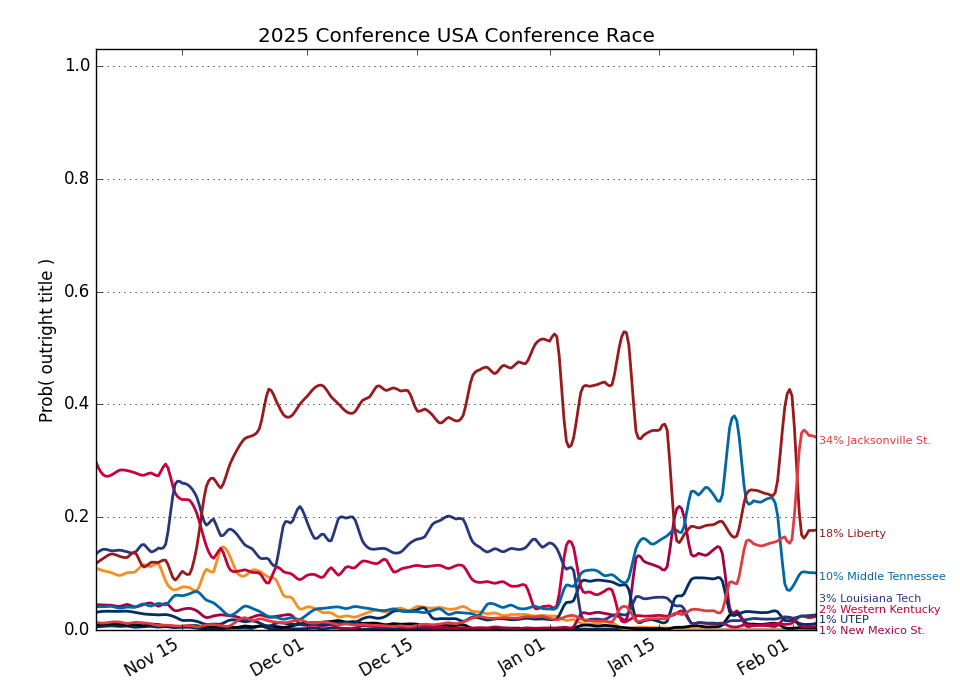 2025 Conference USA Conference Race
Prob( outright title )
1.0
0.8
0.6
0.4
0.2
0.0
Nov 15
Dec 01
Dec 15
Jan 01
Jan 15
Feb 01
34% Jacksonville St.
18% Liberty
10% Middle Tennessee
3% Louisiana Tech
2% Western Kentucky
1% UTEP
1% New Mexico St.